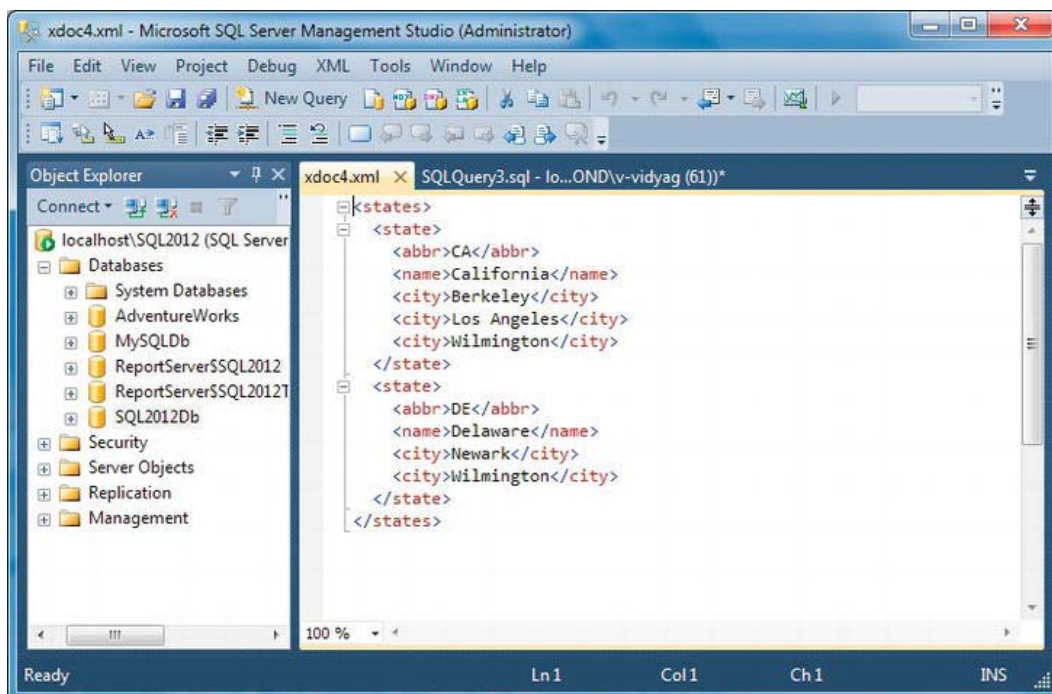 xdoc4.xml - Microsoft SQL Server Management Studio (Administrator)
File Edit View Project Debug XML Tools Window Help
New Query
Object Explorer
xdoc4.xml SQLQuery3.sql - lo...OND\v-vidyag (61))*
Connect
localhost\SQL2012 (SQL Server
Databases
System Databases
AdventureWorks
MySQLDb
ReportServer$SQL2012
ReportServer$SQL2012T
SQL2012Db
Security
Server Objects
Replication
Management
<states>
<state>
<abbr>CA</abbr>
<name>California</name>
<city>Berkeley</city>
<city>Los Angeles</city>
<city>Wilmington</city>
</state>
<state>
<abbr>DE</abbr>
<name>Delaware</name>
<city>Newark</city>
<city>Wilmington</city>
</state>
</states>
100 %
Ready Ln 1 Col 1 Ch 1 INS